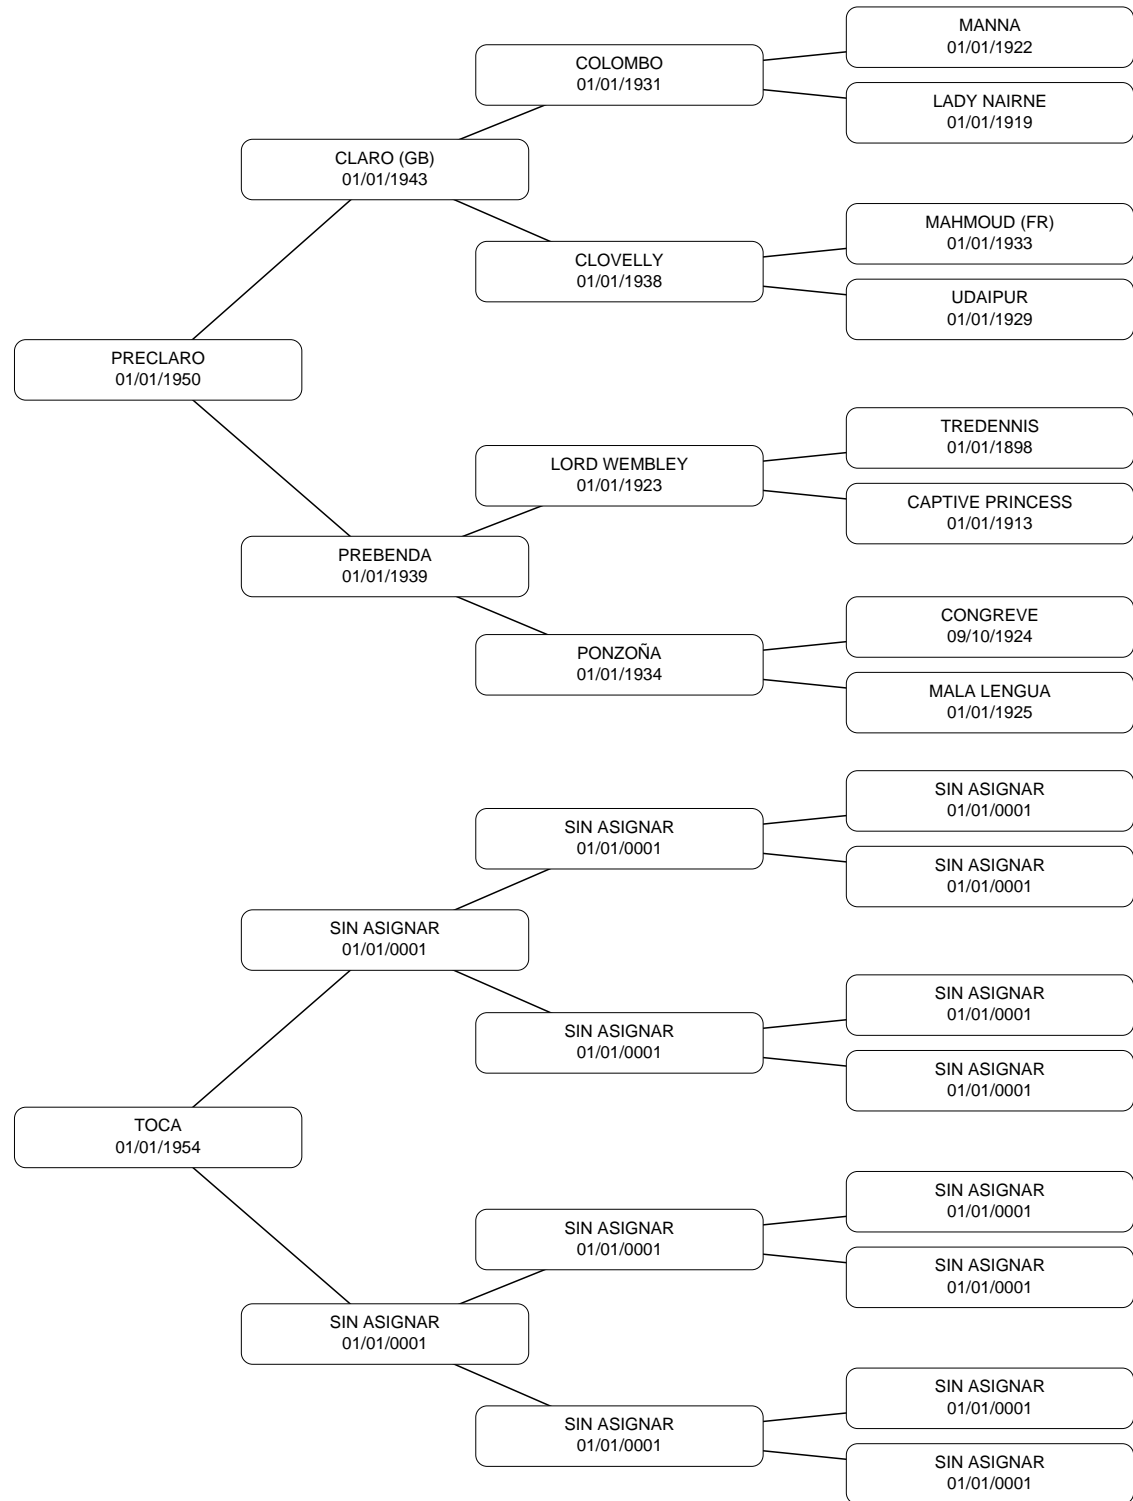 MANNA
01/01/1922
COLOMBO
01/01/1931
LADY NAIRNE
01/01/1919
CLARO (GB)
01/01/1943
MAHMOUD (FR)
01/01/1933
CLOVELLY
01/01/1938
UDAIPUR
01/01/1929
PRECLARO
01/01/1950
TREDENNIS
01/01/1898
LORD WEMBLEY
01/01/1923
CAPTIVE PRINCESS
01/01/1913
PREBENDA
01/01/1939
CONGREVE
09/10/1924
PONZOÑA
01/01/1934
MALA LENGUA
01/01/1925
SIN ASIGNAR
01/01/0001
SIN ASIGNAR
01/01/0001
SIN ASIGNAR
01/01/0001
SIN ASIGNAR
01/01/0001
SIN ASIGNAR
01/01/0001
SIN ASIGNAR
01/01/0001
SIN ASIGNAR
01/01/0001
TOCA
01/01/1954
SIN ASIGNAR
01/01/0001
SIN ASIGNAR
01/01/0001
SIN ASIGNAR
01/01/0001
SIN ASIGNAR
01/01/0001
SIN ASIGNAR
01/01/0001
SIN ASIGNAR
01/01/0001
SIN ASIGNAR
01/01/0001